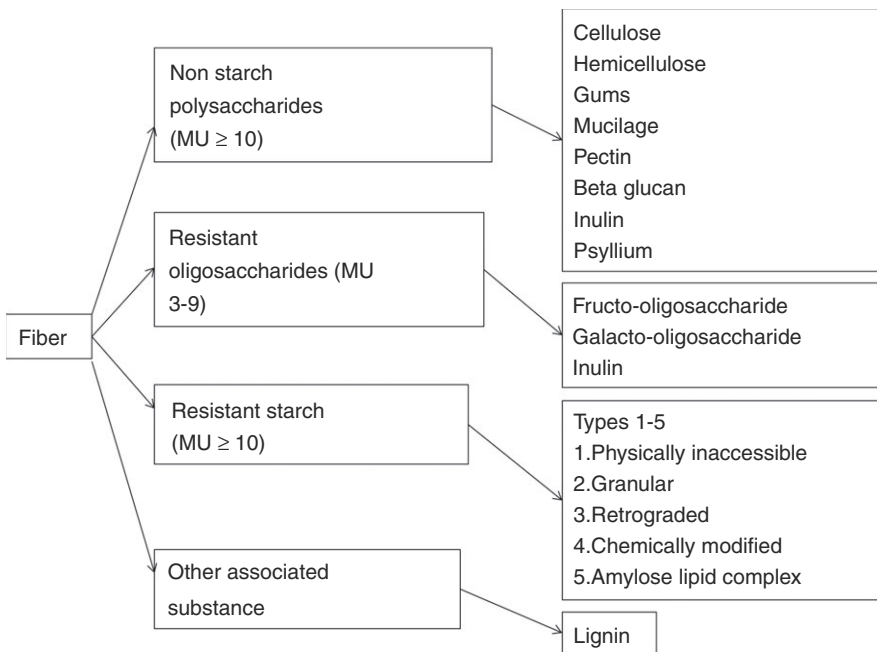 Fiber
Non starch
polysaccharides
(MU ≥ 10)
Cellulose
Hemicellulose
Gums
Mucilage
Pectin
Beta glucan
Inulin
Psyllium
Resistant
oligosaccharides (MU
3-9)
Fructo-oligosaccharide
Galacto-oligosaccharide
Inulin
Resistant starch
(MU ≥ 10)
Types 1-5
1.Physically inaccessible
2.Granular
3.Retrograded
4.Chemically modified
5.Amylose lipid complex
Other associated
substance
Lignin